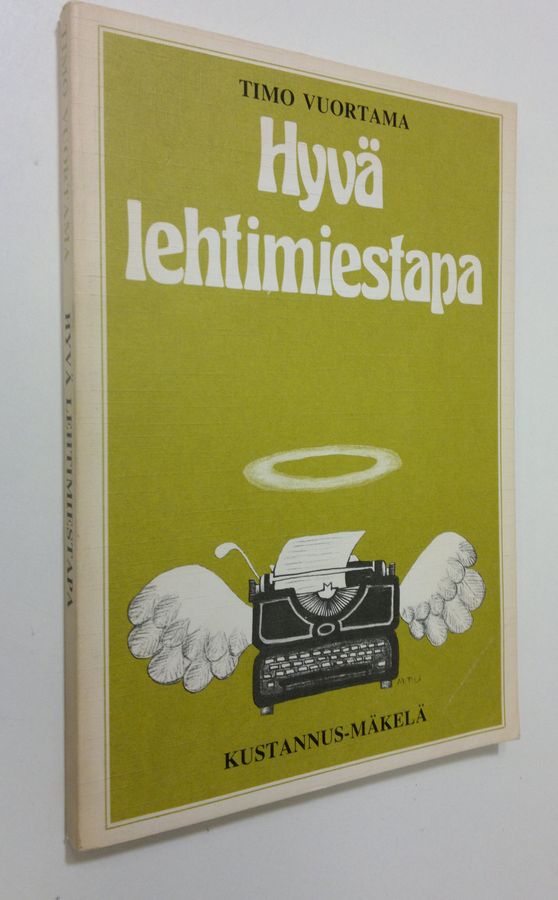 TIMO VUORTAMA
Hyvä
lehtimiestapa
KUSTANNUS-MÄKELÄ
TIMO VUORTAMA HYVÄ LEHTIMIESTAPA